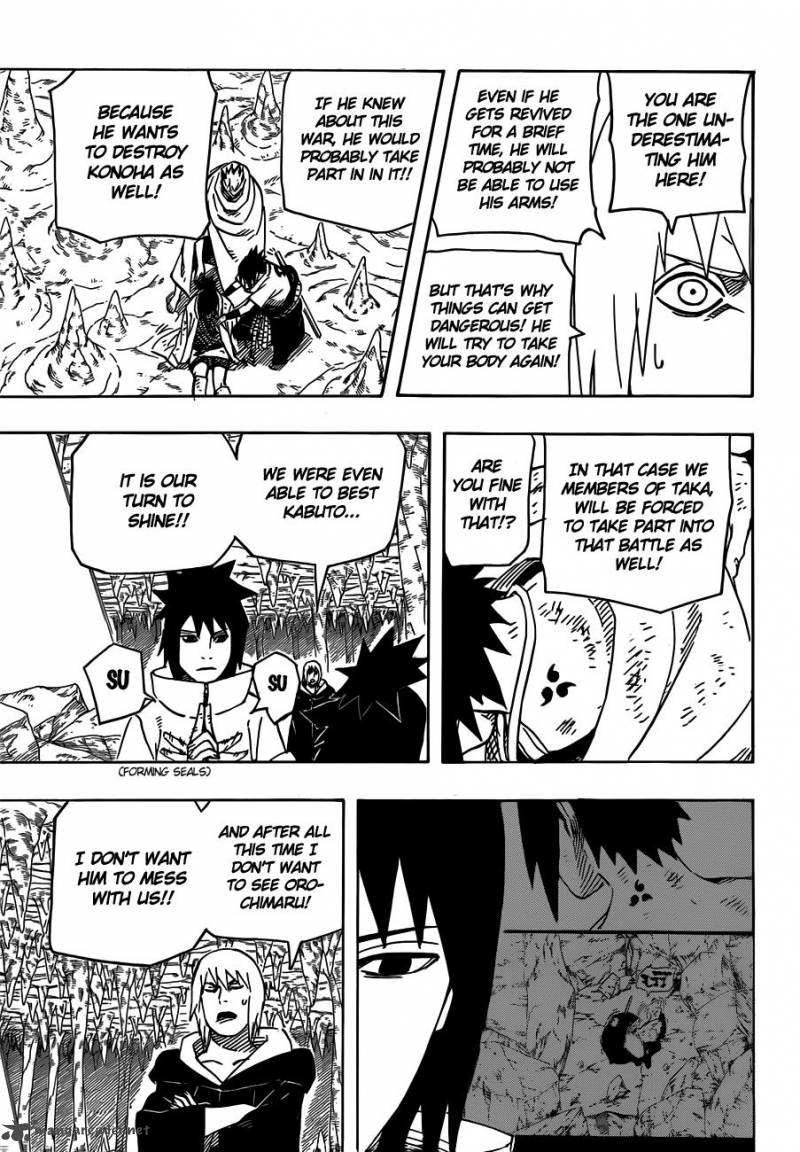 YOU ARE
THE ONE UN-
DERESTIMA-
TING HIM
HERE!
EVEN IF HE
GETS REVIVED
FOR A BRIEF
TIME, HE WILL
PROBABLY NOT
BE ABLE TO USE
HIS ARMS!
BUT THAT'S WHY
THINGS CAN GET
DANGEROUS! HE
WILL TRY TO TAKE
YOUR BODY AGAIN!
IF HE KNEW
ABOUT THIS
WAR, HE WOULD
PROBABLY TAKE
PART IN IN IT!!
BECAUSE
HE WANTS
TO DESTROY
KONOHA AS
WELL!
IN THAT CASE WE
MEMBERS OF TAKA,
WILL BE FORCED
TO TAKE PART INTO
THAT BATTLE AS
WELL!
ARE
YOU FINE
WITH
THAT!?
WE WERE EVEN
ABLE TO BEST
KABUTO...
IT IS OUR
TURN TO
SHINE!!
SU
SU
(FORMING SEALS)
AND AFTER ALL
THIS TIME I
DON'T WANT
TO SEE ORO-
CHIMARU!
I DON'T WANT
HIM TO MESS
WITH US!!